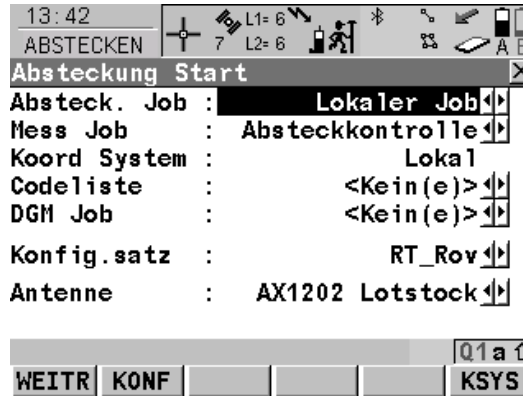 13:42 L1= 6
ABSTECKEN 7 L2= 6 A B
Absteckung Start X
Absteck. Job : Lokaler Job
Mess Job : Absteckkontrolle
Koord System : Lokal
Codeliste : <Kein(e)>
DGM Job : <Kein(e)>
Konfig.satz : RT_Rov
Antenne : AX1202 Lotstock
Q1 a
WEITR KONF KSYS